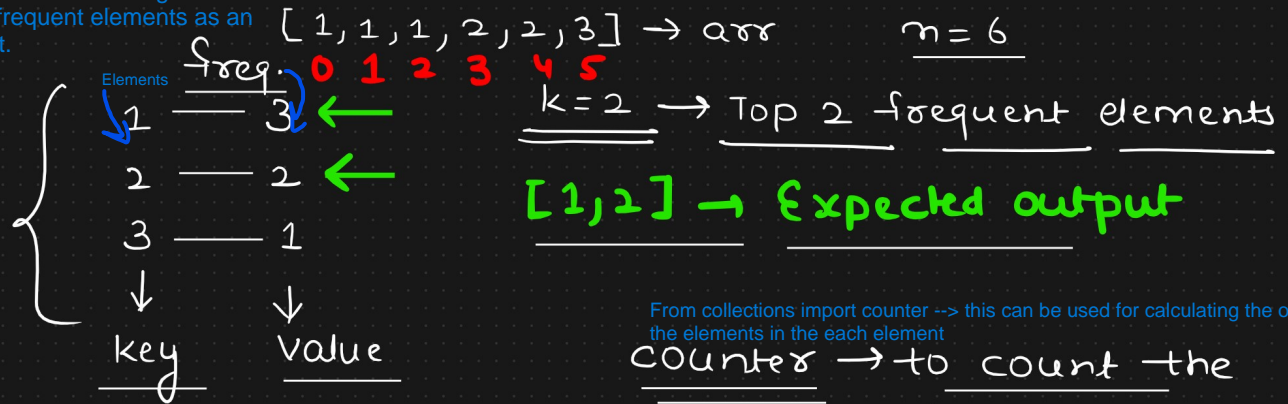 frequent elements as an
t.
[1,1,1,2,2,3] → arr n = 6
freq. 0 1 2 3 4 5
Elements
1 — 3 ←
k = 2 → Top 2 frequent elements
2 — 2 ←
[1,2] → Expected output
3 — 1
↓ ↓
key value
From collections import counter --> this can be used for calculating the o
the elements in the each element
counter → to count the